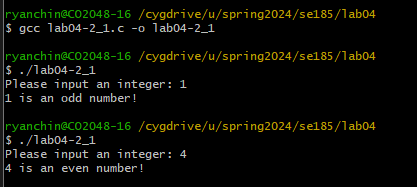 ryanchin@CO2048-16 /cygdrive/u/spring2024/se185/lab04
$ gcc lab04-2_1.c -o lab04-2_1
ryanchin@CO2048-16 /cygdrive/u/spring2024/se185/lab04
$ ./lab04-2_1
Please input an integer: 1
1 is an odd number!
ryanchin@CO2048-16 /cygdrive/u/spring2024/se185/lab04
$ ./lab04-2_1
Please input an integer: 4
4 is an even number!